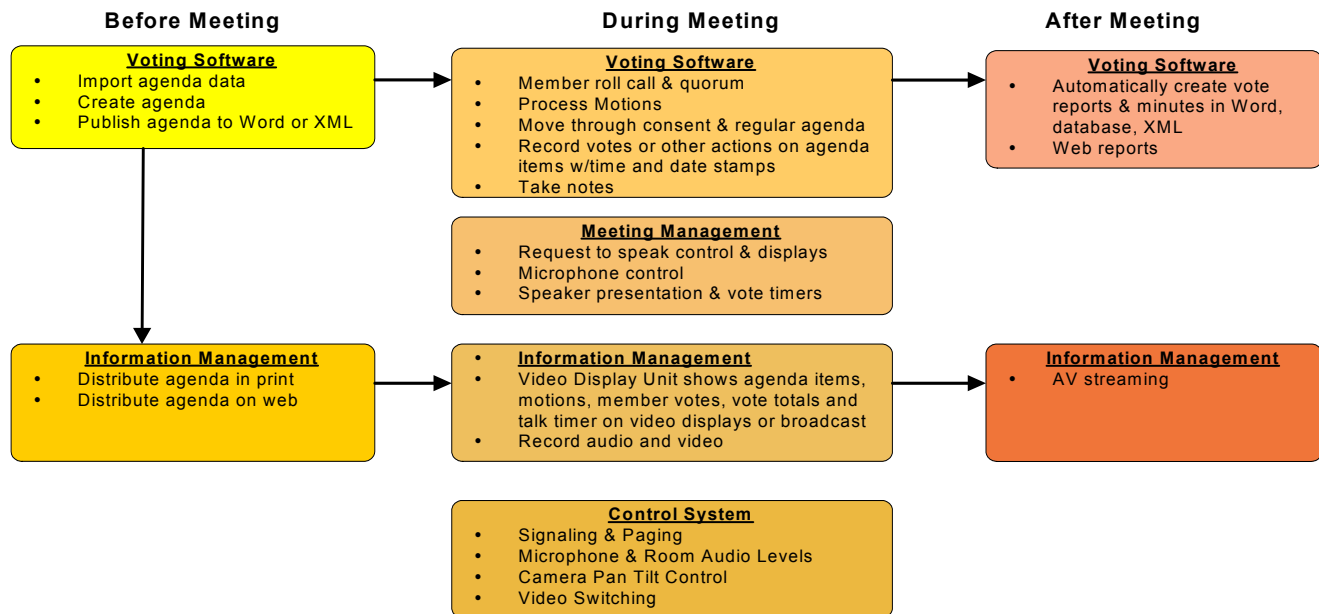 Before Meeting
During Meeting
After Meeting
Voting Software
• Import agenda data
• Create agenda
• Publish agenda to Word or XML
Voting Software
• Member roll call & quorum
• Process Motions
• Move through consent & regular agenda
• Record votes or other actions on agenda
items w/time and date stamps
• Take notes
Voting Software
• Automatically create vote
reports & minutes in Word,
database, XML
• Web reports
Meeting Management
• Request to speak control & displays
• Microphone control
• Speaker presentation & vote timers
Information Management
• Distribute agenda in print
• Distribute agenda on web
• Information Management
• Video Display Unit shows agenda items,
motions, member votes, vote totals and
talk timer on video displays or broadcast
• Record audio and video
Information Management
• AV streaming
Control System
• Signaling & Paging
• Microphone & Room Audio Levels
• Camera Pan Tilt Control
• Video Switching